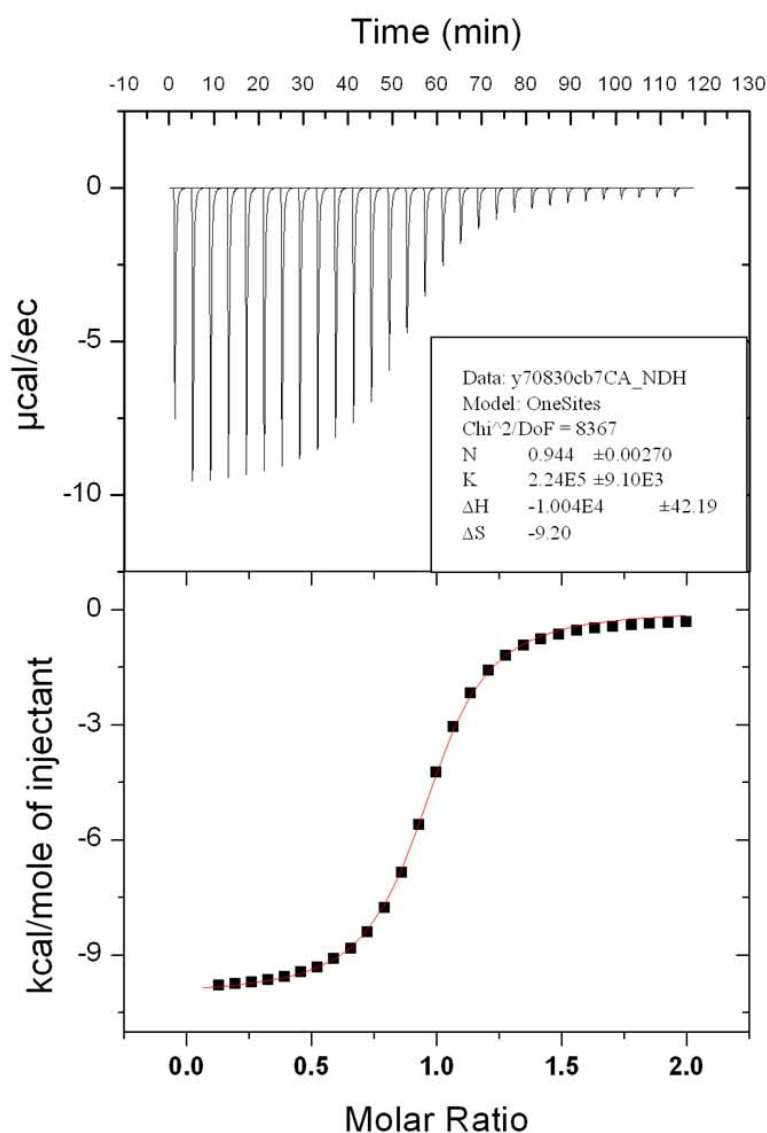 Time (min)
-10 0 10 20 30 40 50 60 70 80 90 100 110 120 130
0
-5
-10
µcal/sec
Data: y70830cb7CA_NDH
Model: OneSites
Chi^2/DoF = 8367
N 0.944 ±0.00270
K 2.24E5 ±9.10E3
ΔH -1.004E4 ±42.19
ΔS -9.20
0
-3
-6
-9
kcal/mole of injectant
0.0 0.5 1.0 1.5 2.0
Molar Ratio